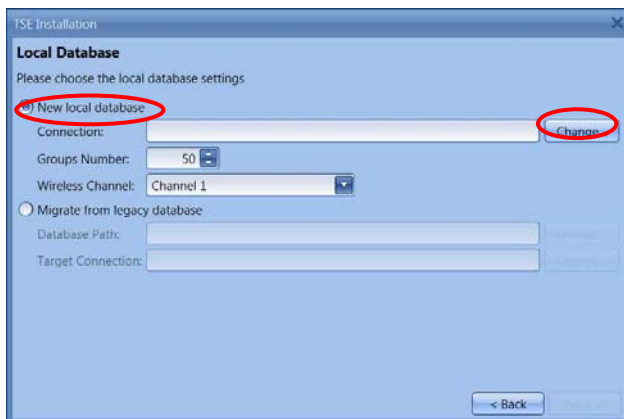 TSE Installation
Local Database
Please choose the local database settings
New local database
Connection:
Change
Groups Number: 50
Wireless Channel: Channel 1
Migrate from legacy database
Database Path:
Target Connection:
< Back